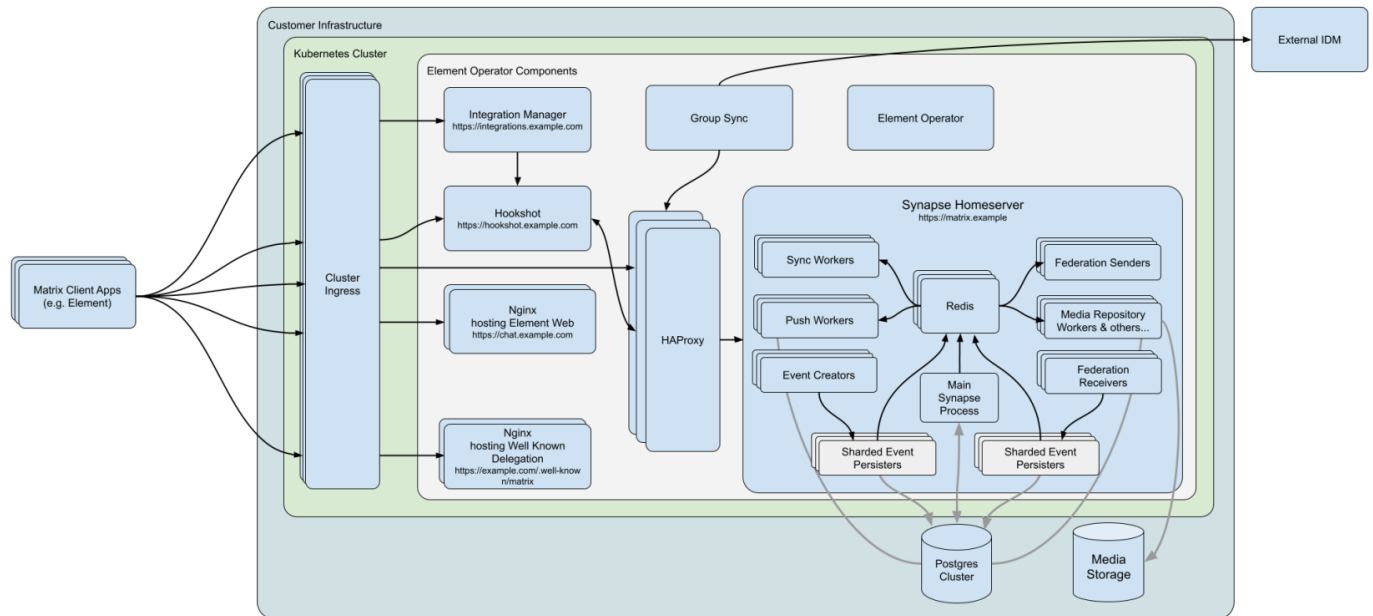 Customer Infrastructure
External IDM
Kubernetes Cluster
Element Operator Components
Integration Manager
https://integrations.example.com
Group Sync
Element Operator
Hookshot
https://hookshot.example.com
Synapse Homeserver
https://matrix.example
Matrix Client Apps
(e.g. Element)
Cluster
Ingress
Nginx
hosting Element Web
https://chat.example.com
HAProxy
Sync Workers
Federation Senders
Redis
Push Workers
Media Repository
Workers & others...
Event Creators
Main
Synapse
Process
Federation
Receivers
Nginx
hosting Well Known
Delegation
https://example.com/.well-know
n/matrix
Sharded Event
Persisters
Sharded Event
Persisters
Postgres
Cluster
Media
Storage